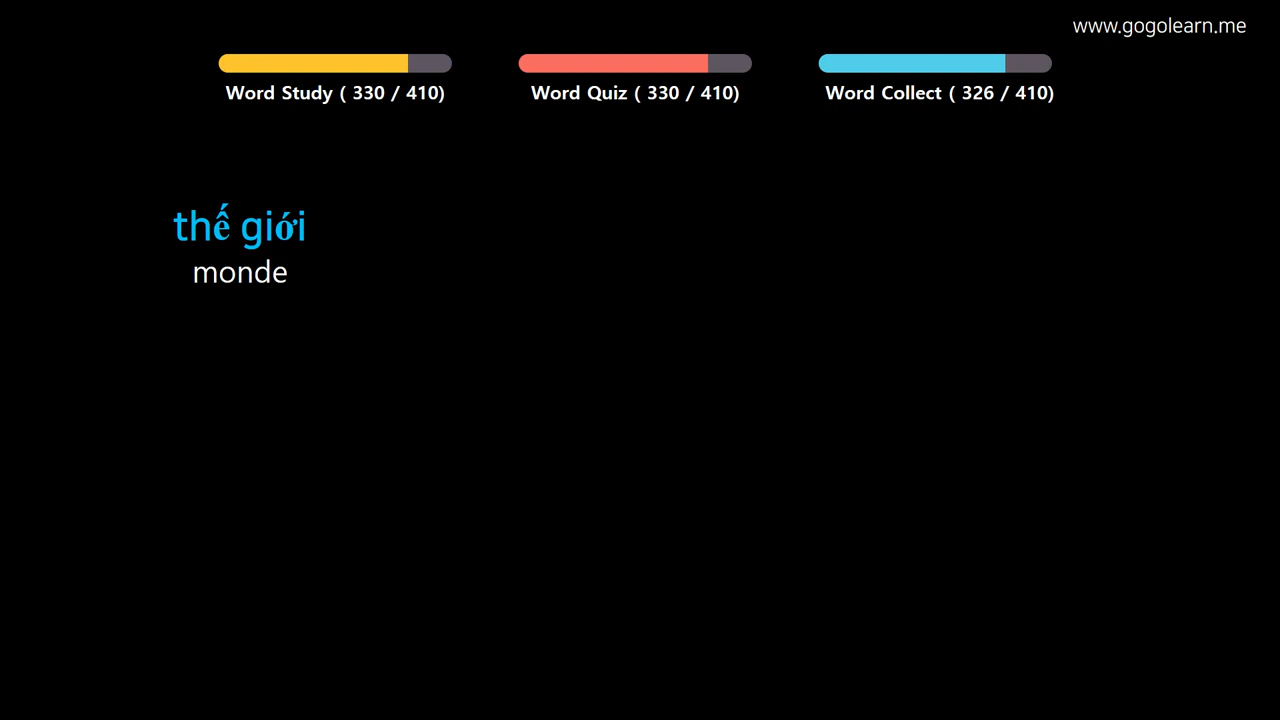 www.gogolearn.me
Word Study ( 330 / 410)
Word Quiz ( 330 / 410)
Word Collect ( 326 / 410)
thế giới
monde